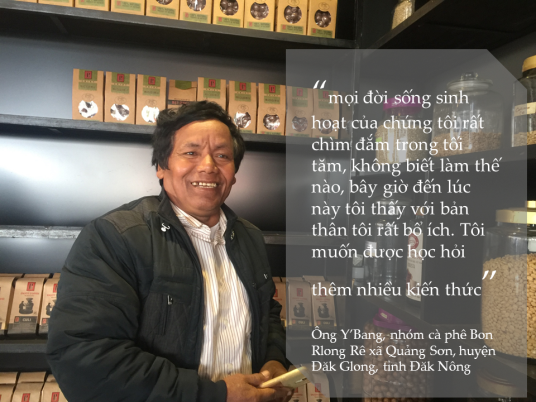 “mọi đời sống sinh
hoạt của chúng tôi rất
chìm đắm trong tối
tăm, không biết làm thế
nào, bây giờ đến lúc
này tôi thấy với bản
thân tôi rất bổ ích. Tôi
muốn được học hỏi
thêm nhiều kiến thức”
Ông Y’Bang, nhóm cà phê Bon
Rlong Rê xã Quảng Sơn, huyện
Đăk Glong, tỉnh Đăk Nông